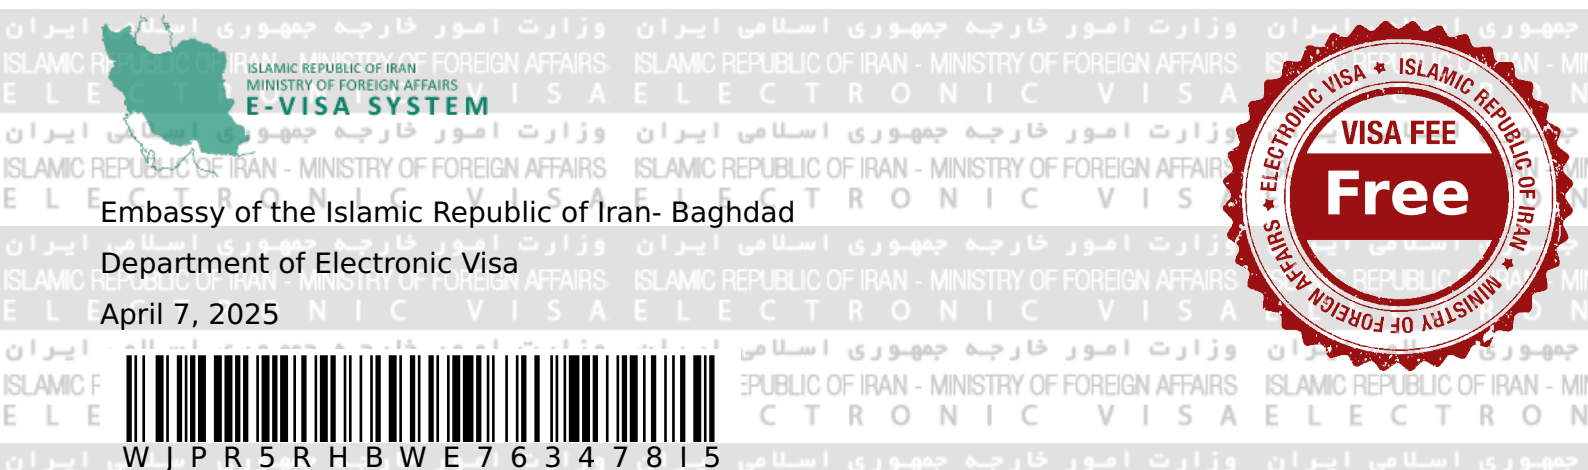 ISLAMIC REPUBLIC OF IRAN
MINISTRY OF FOREIGN AFFAIRS
E-VISA SYSTEM
Embassy of the Islamic Republic of Iran- Baghdad
Department of Electronic Visa
April 7, 2025
WJPR5RHBWE763478I5
ELECTRONIC VISA ★ ISLAMIC REPUBLIC OF IRAN ★ MINISTRY OF FOREIGN AFFAIRS ★
VISA FEE
Free
جمهوری اسلامی ایران وزارت امور خارجه
ISLAMIC REPUBLIC OF IRAN - MINISTRY OF FOREIGN AFFAIRS
ELECTRONIC VISA